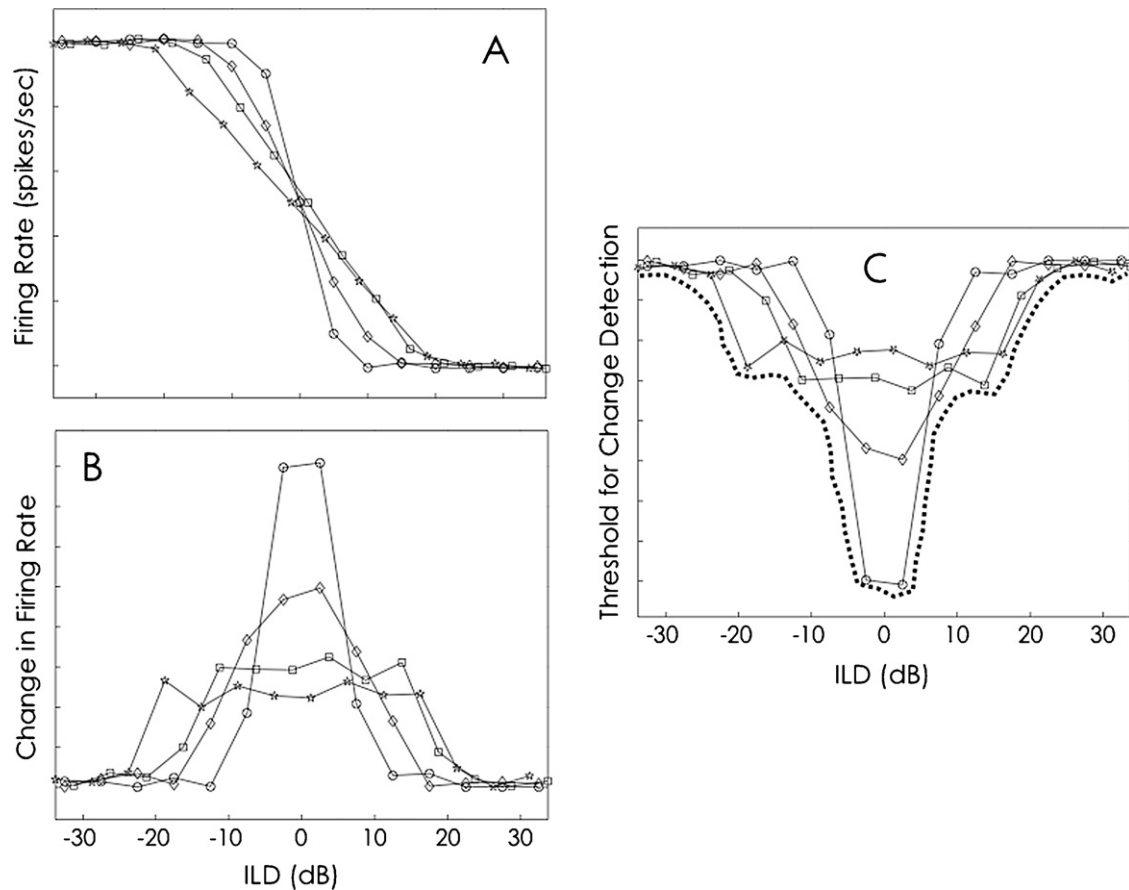 A
Firing Rate (spikes/sec)
B
Change in Firing Rate
-30 -20 -10 0 10 20 30
ILD (dB)
C
Threshold for Change Detection
-30 -20 -10 0 10 20 30
ILD (dB)